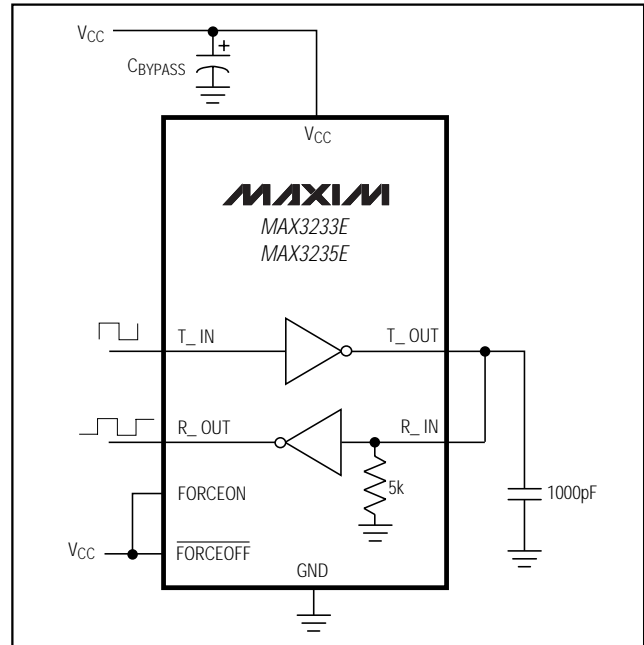 VCC
CBYPASS
+
VCC
MAXIM
MAX3233E
MAX3235E
T_ IN
T_ OUT
R_ OUT
R_ IN
5k
1000pF
FORCEON
VCC
FORCEOFF
GND